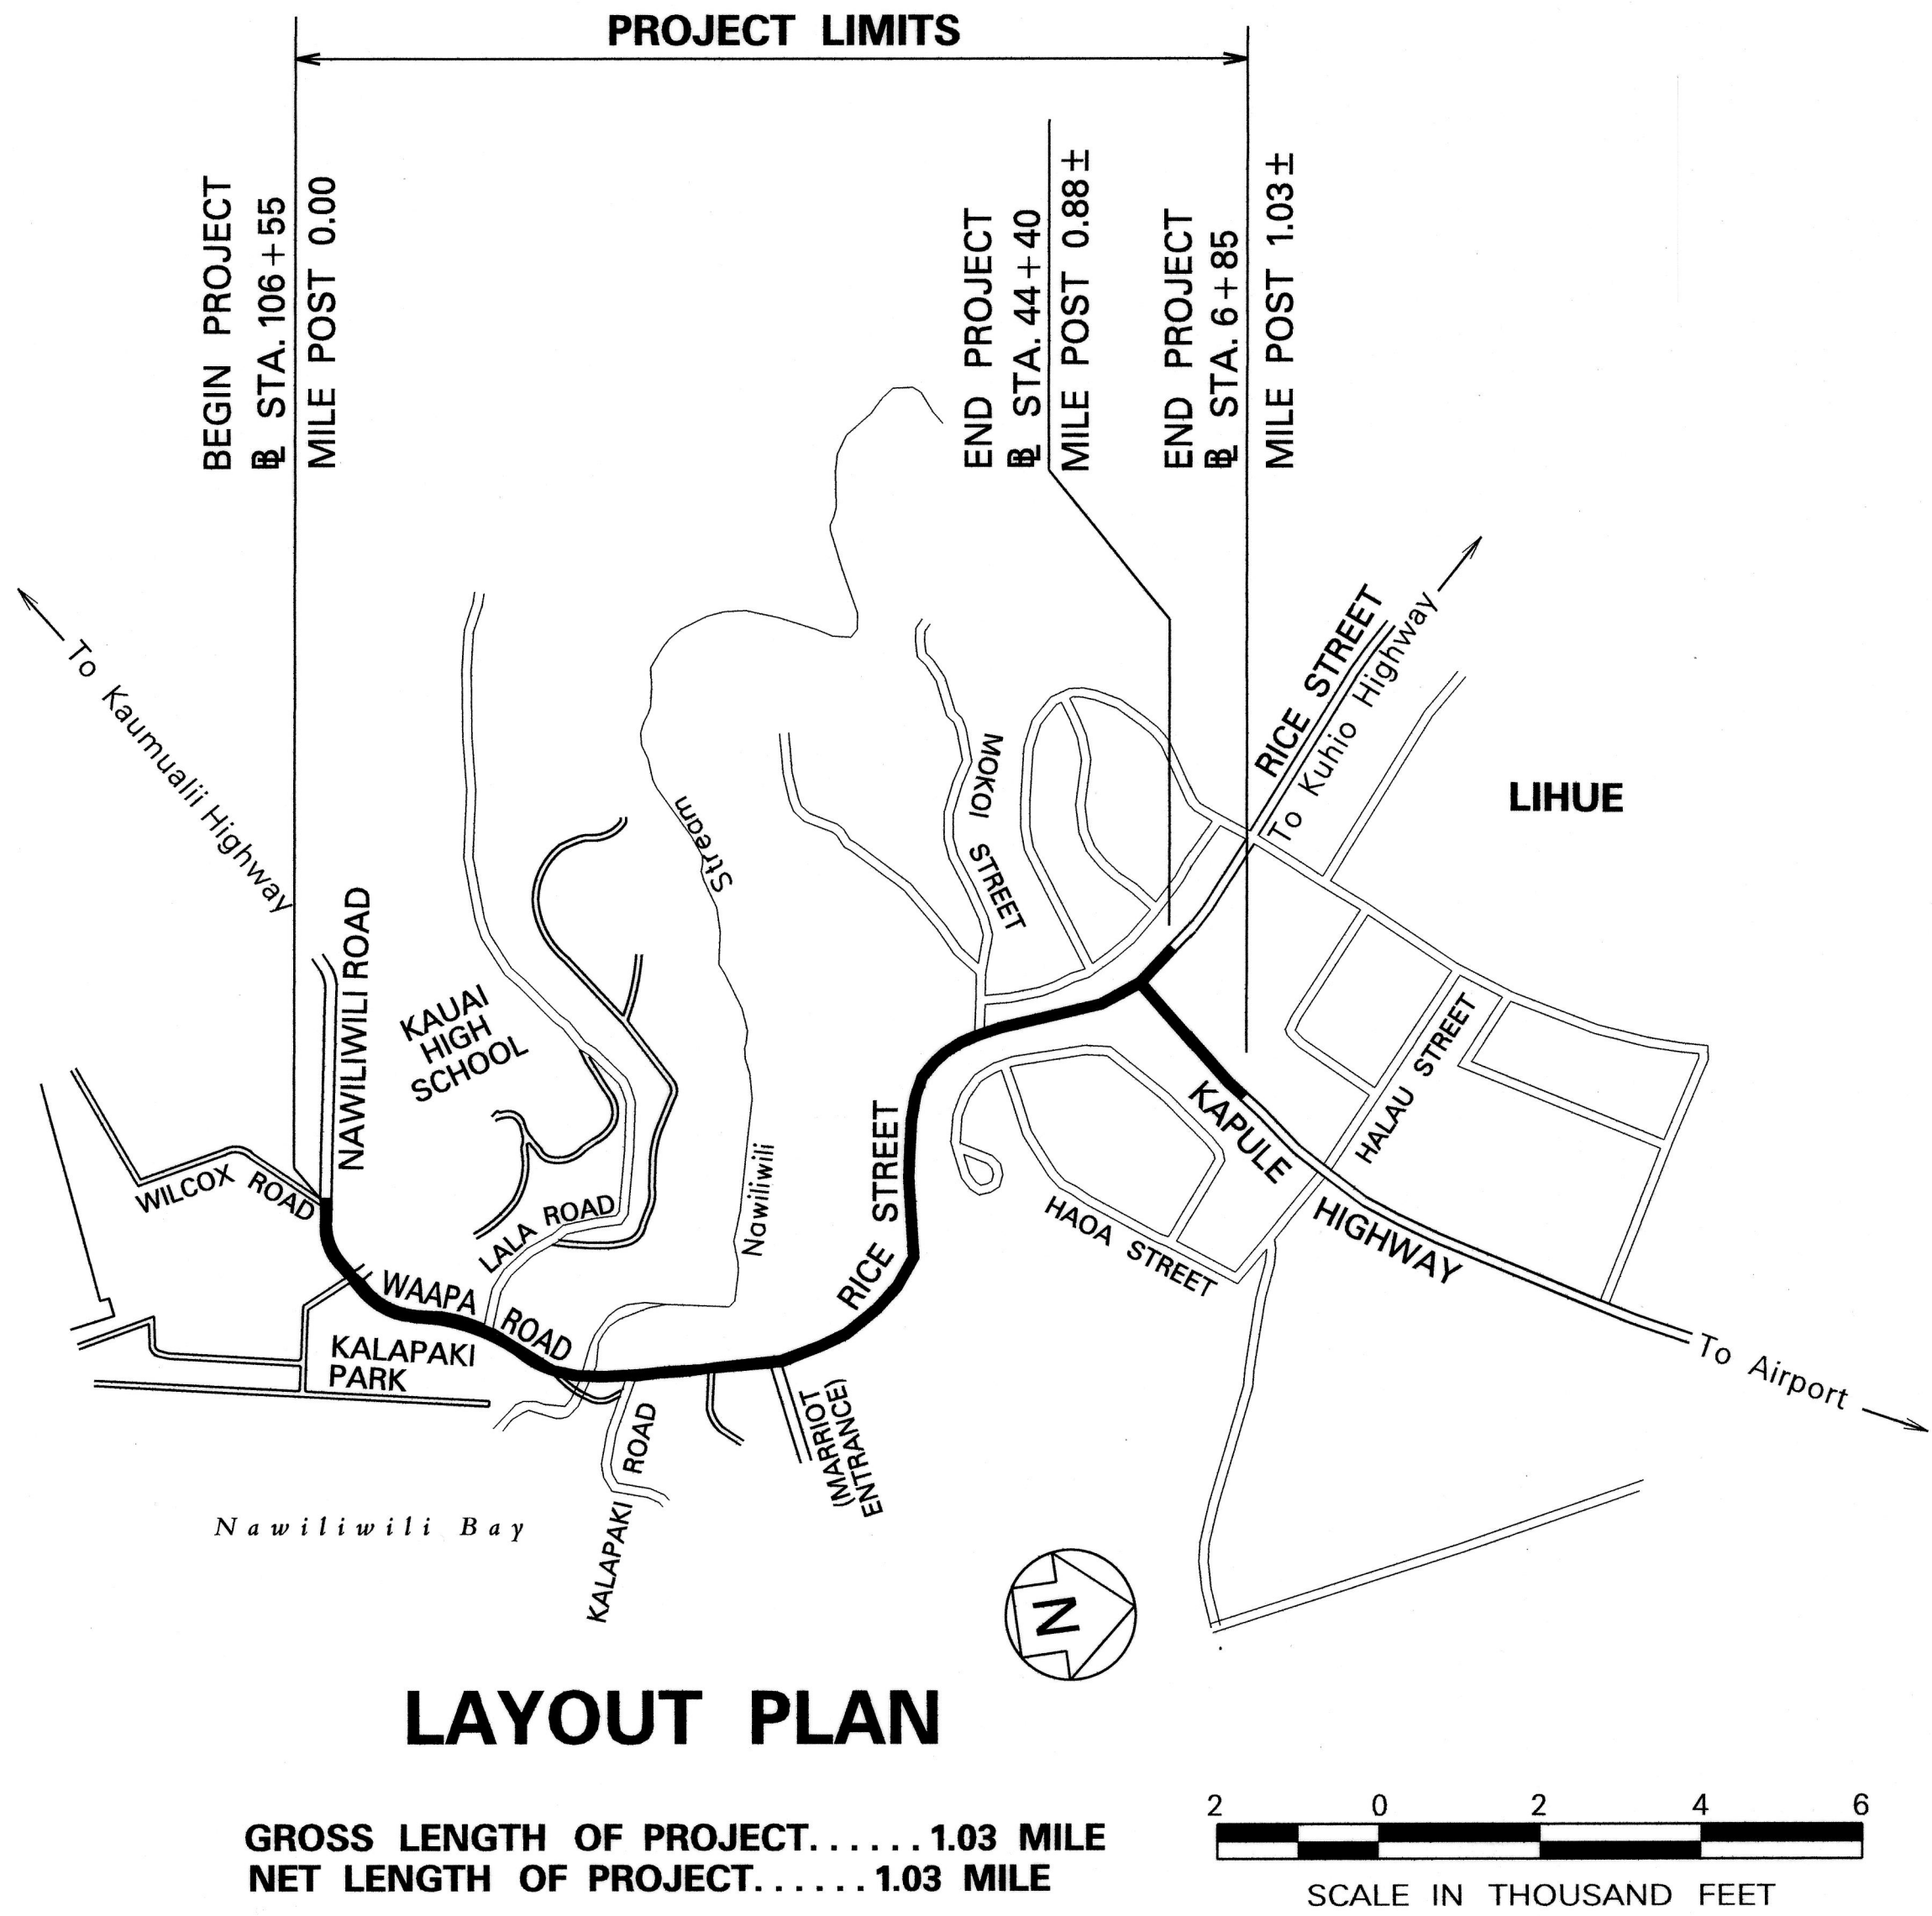 PROJECT LIMITS
BEGIN PROJECT
BL STA. 106+55
MILE POST 0.00
END PROJECT
BL STA. 44+40
MILE POST 0.88±
END PROJECT
BL STA. 6+85
MILE POST 1.03±
To Kaumualii Highway
RICE STREET
To Kuhio Highway
LIHUE
MOKOI STREET
Stream
NAWILIWILI ROAD
KAUAI
HIGH
SCHOOL
WILCOX ROAD
LALA ROAD
Nawiliwili
RICE STREET
HALAU STREET
KAPULE HIGHWAY
HAOA STREET
WAAPA ROAD
KALAPAKI
PARK
To Airport
KALAPAKI ROAD
(MARRIOT
ENTRANCE)
Nawiliwili Bay
N
LAYOUT PLAN
GROSS LENGTH OF PROJECT......1.03 MILE
NET LENGTH OF PROJECT......1.03 MILE
2 0 2 4 6
SCALE IN THOUSAND FEET